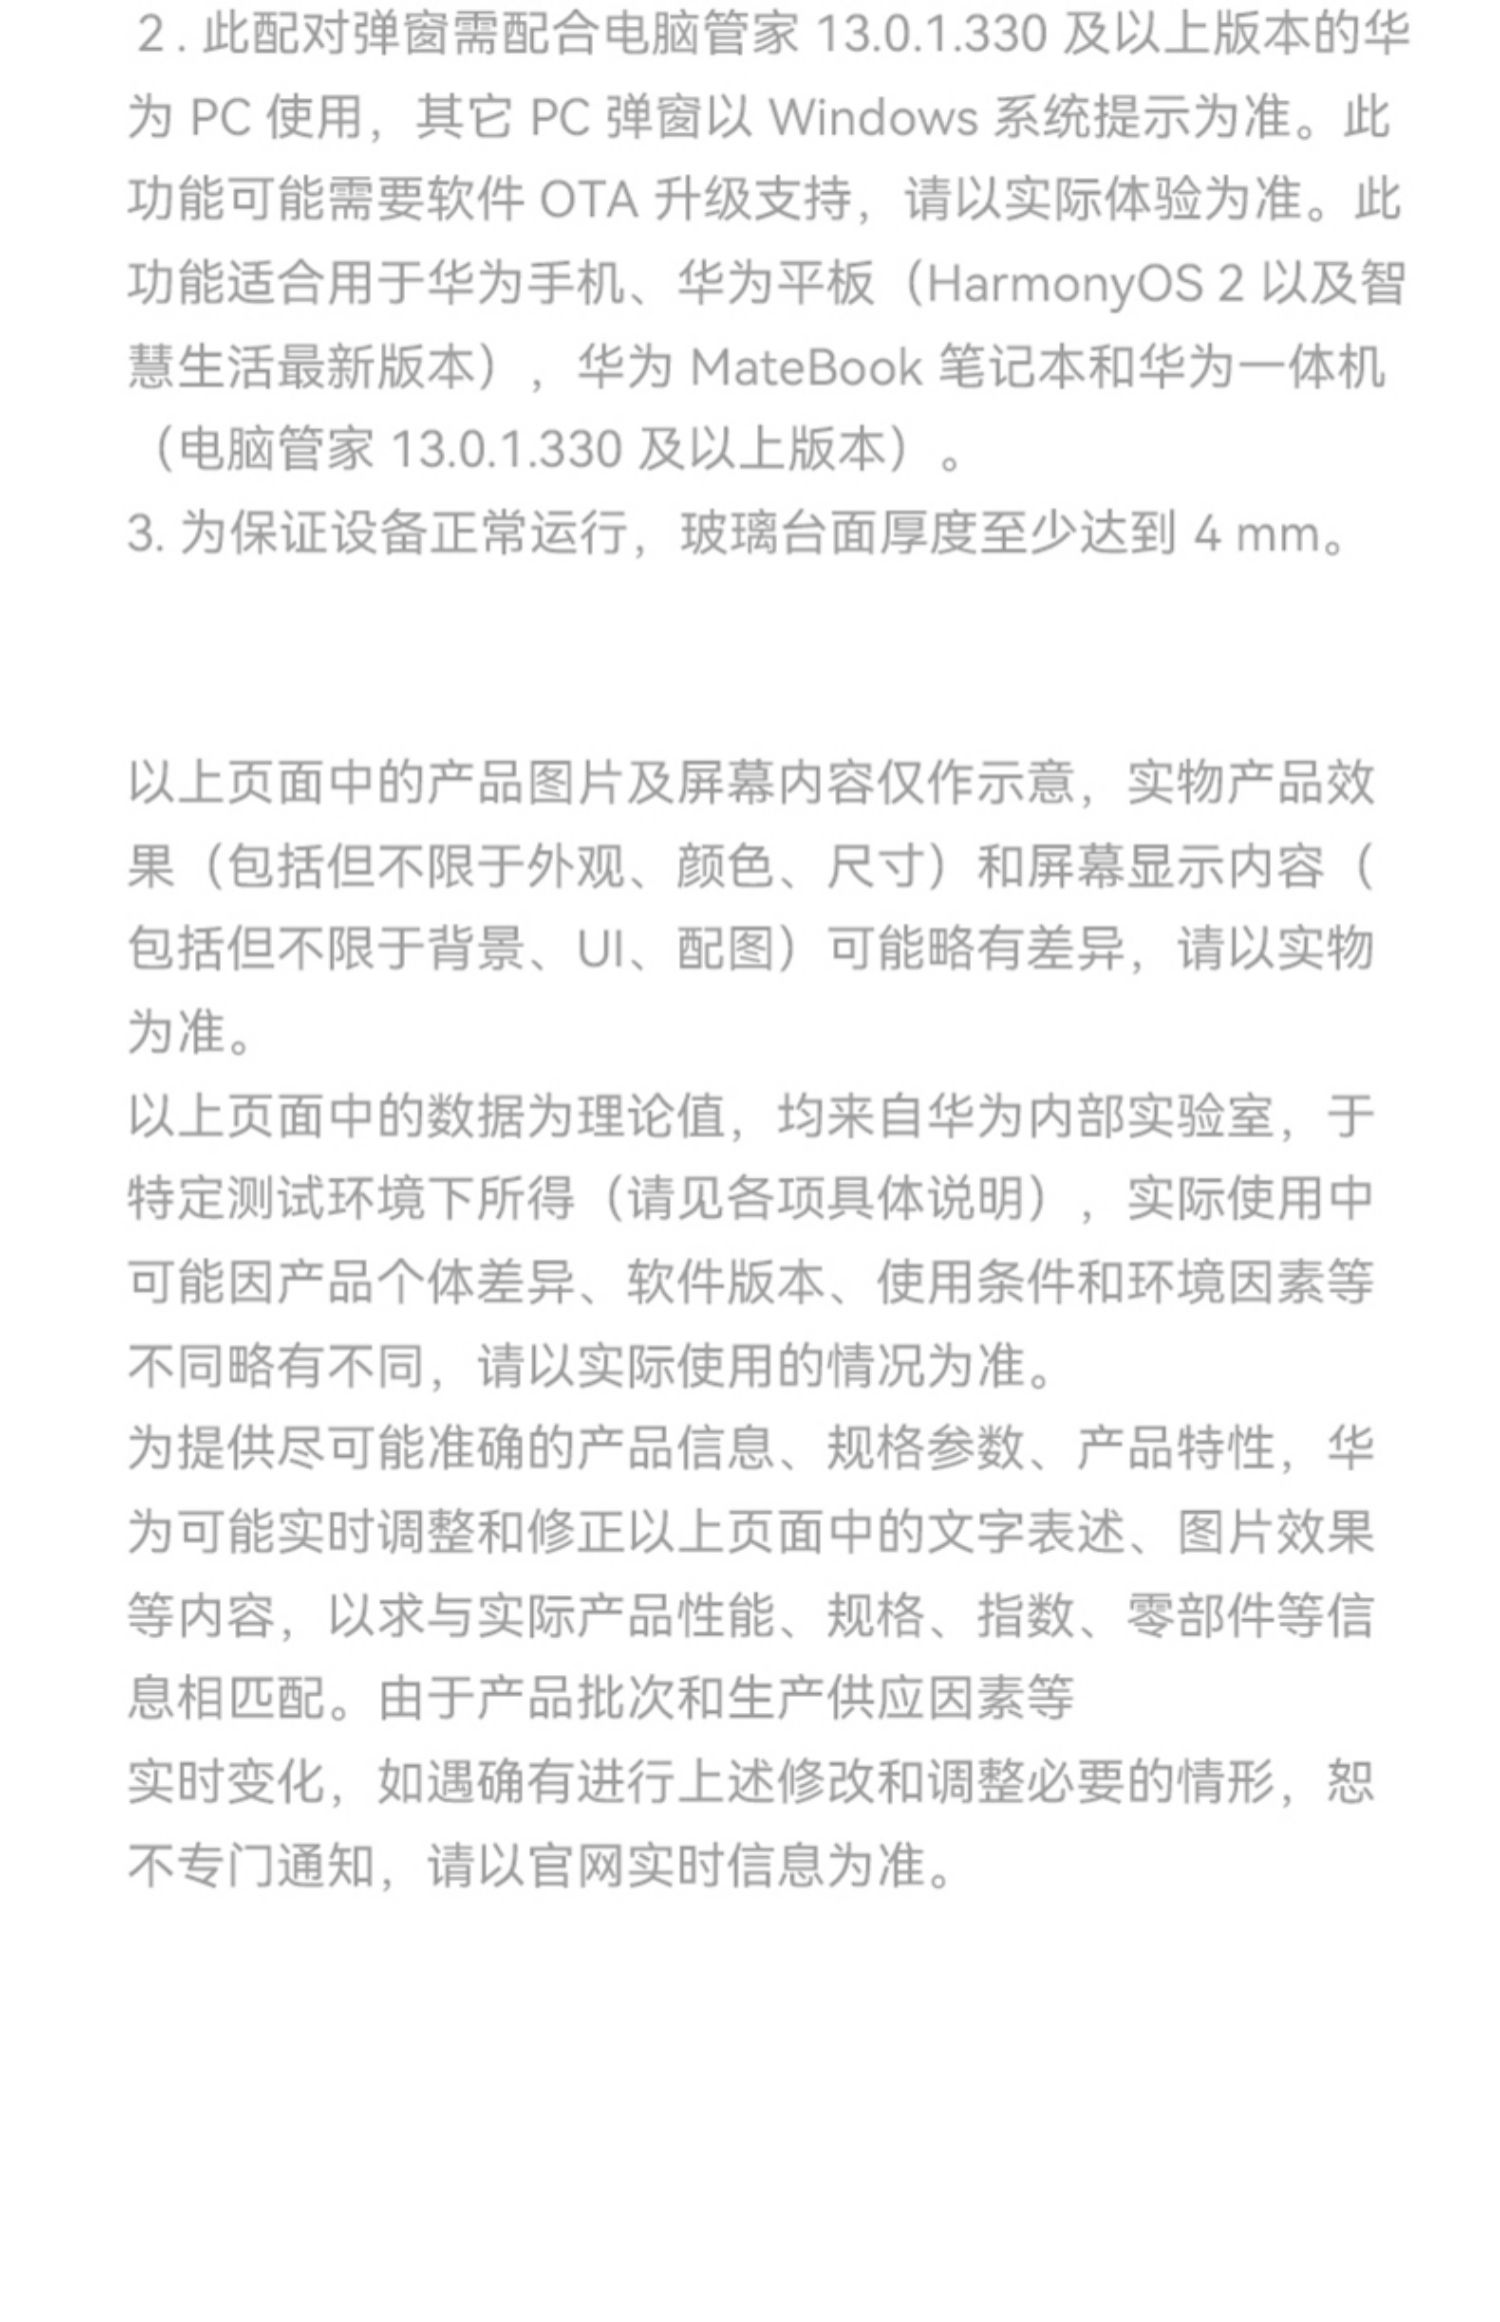 2 . 此配对弹窗需配合电脑管家 13.0.1.330 及以上版本的华
为 PC 使用，其它 PC 弹窗以 Windows 系统提示为准。此
功能可能需要软件 OTA 升级支持，请以实际体验为准。此
功能适合用于华为手机、华为平板（HarmonyOS 2 以及智
慧生活最新版本），华为 MateBook 笔记本和华为一体机
（电脑管家 13.0.1.330 及以上版本）。
3. 为保证设备正常运行，玻璃台面厚度至少达到 4 mm。
以上页面中的产品图片及屏幕内容仅作示意，实物产品效
果（包括但不限于外观、颜色、尺寸）和屏幕显示内容（
包括但不限于背景、UI、配图）可能略有差异，请以实物
为准。
以上页面中的数据为理论值，均来自华为内部实验室，于
特定测试环境下所得（请见各项具体说明），实际使用中
可能因产品个体差异、软件版本、使用条件和环境因素等
不同略有不同，请以实际使用的情况为准。
为提供尽可能准确的产品信息、规格参数、产品特性，华
为可能实时调整和修正以上页面中的文字表述、图片效果
等内容，以求与实际产品性能、规格、指数、零部件等信
息相匹配。由于产品批次和生产供应因素等
实时变化，如遇确有进行上述修改和调整必要的情形，恕
不专门通知，请以官网实时信息为准。